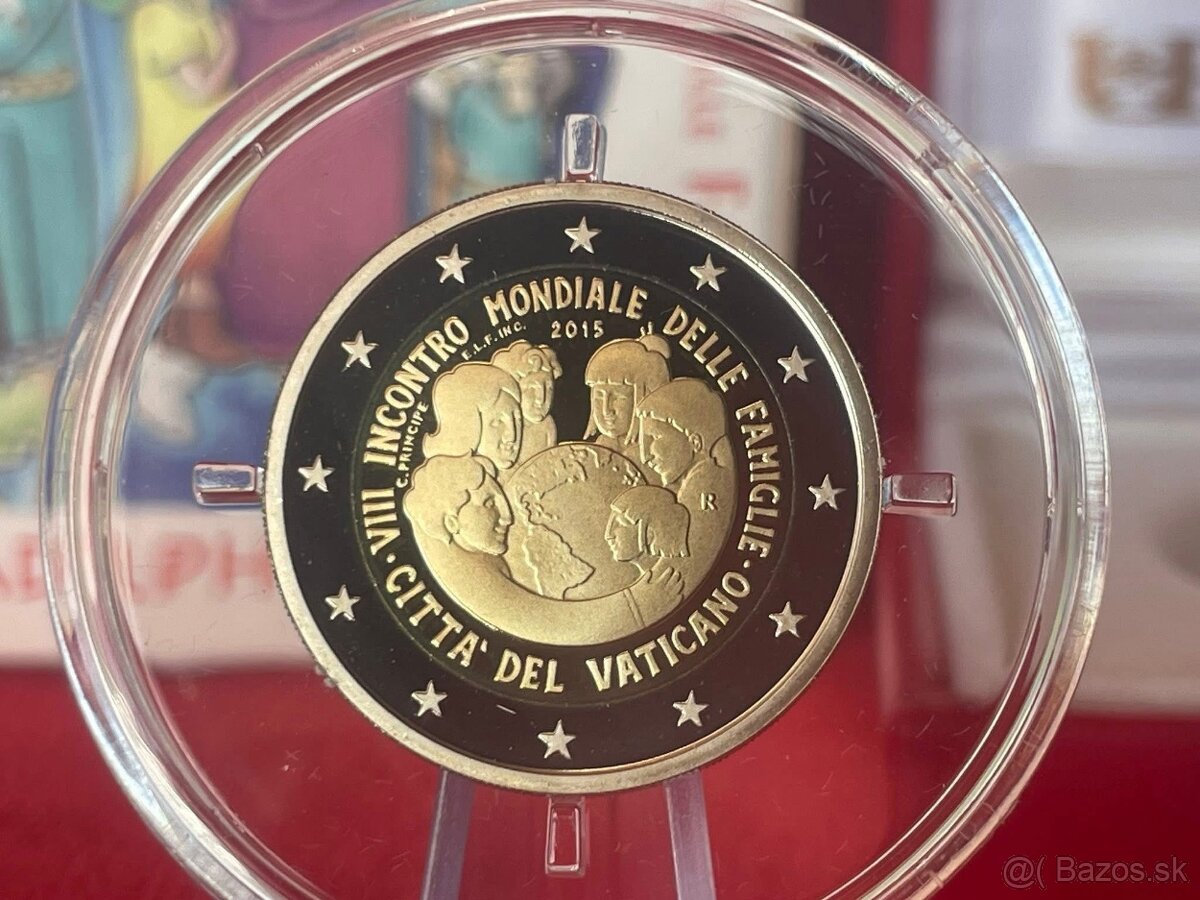 · VIII INCONTRO MONDIALE DELLE FAMIGLIE ·
2015
E.L.F. INC.
C. PRINCIPE
R
CITTA' DEL VATICANO
@( Bazos.sk